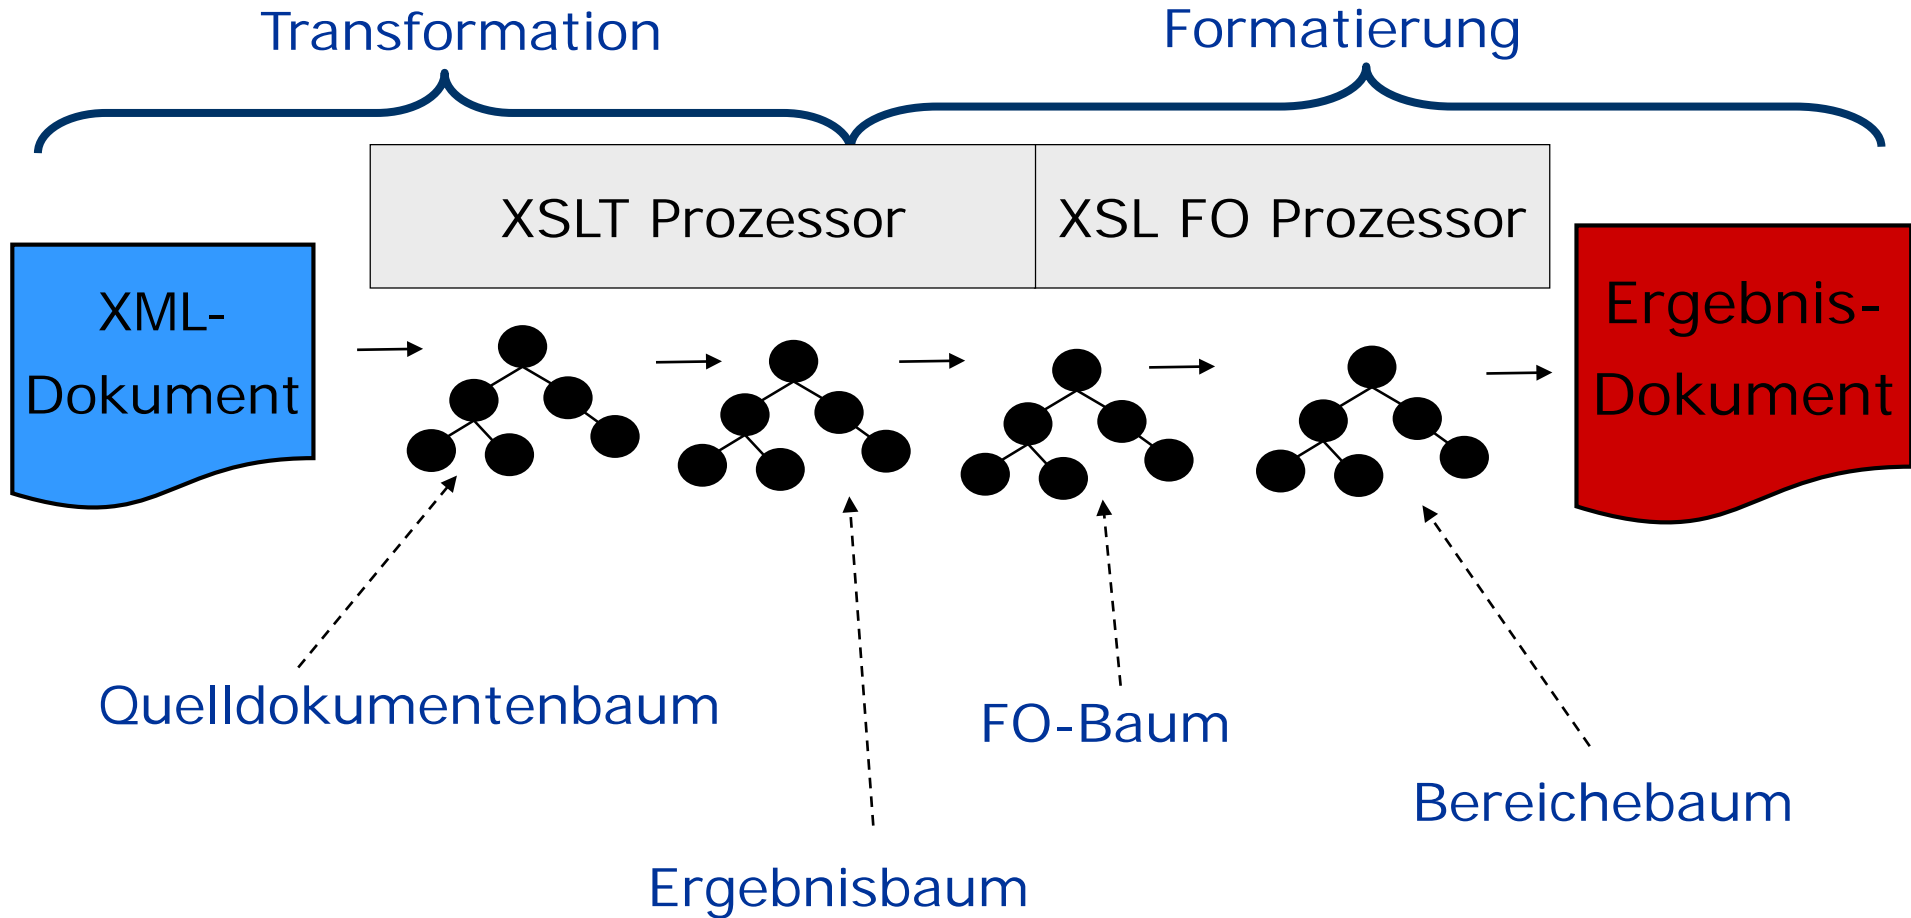 Transformation
Formatierung
XSLT Prozessor
XSL FO Prozessor
XML-
Dokument
Ergebnis-
Dokument
Quelldokumentenbaum
FO-Baum
Bereichebaum
Ergebnisbaum